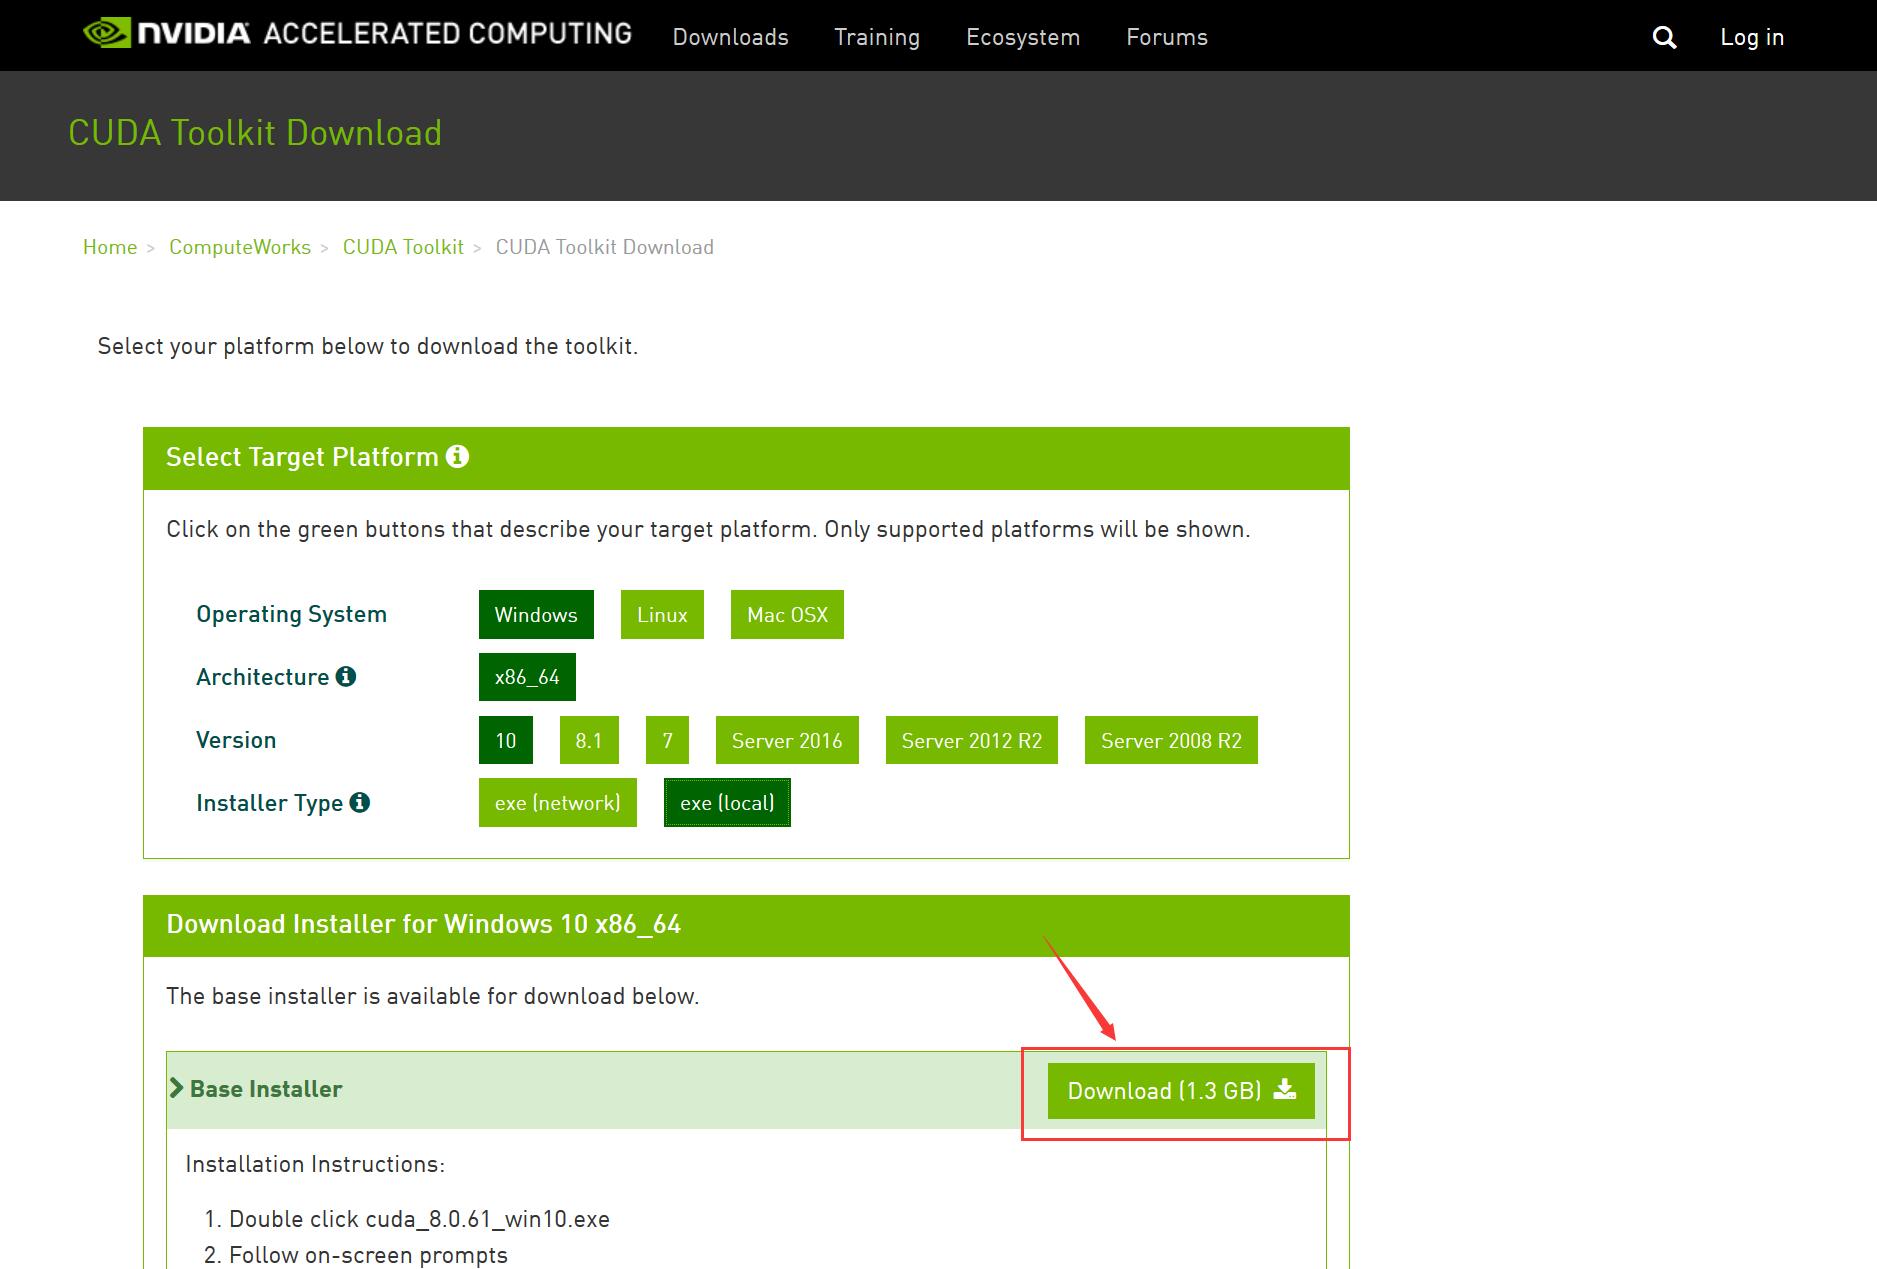 NVIDIA ACCELERATED COMPUTING Downloads Training Ecosystem Forums Log in
CUDA Toolkit Download
Home > ComputeWorks > CUDA Toolkit > CUDA Toolkit Download
Select your platform below to download the toolkit.
Select Target Platform
Click on the green buttons that describe your target platform. Only supported platforms will be shown.
Operating System Windows Linux Mac OSX
Architecture x86_64
Version 10 8.1 7 Server 2016 Server 2012 R2 Server 2008 R2
Installer Type exe (network) exe (local)
Download Installer for Windows 10 x86_64
The base installer is available for download below.
Base Installer Download (1.3 GB)
Installation Instructions:
1. Double click cuda_8.0.61_win10.exe
2. Follow on-screen prompts